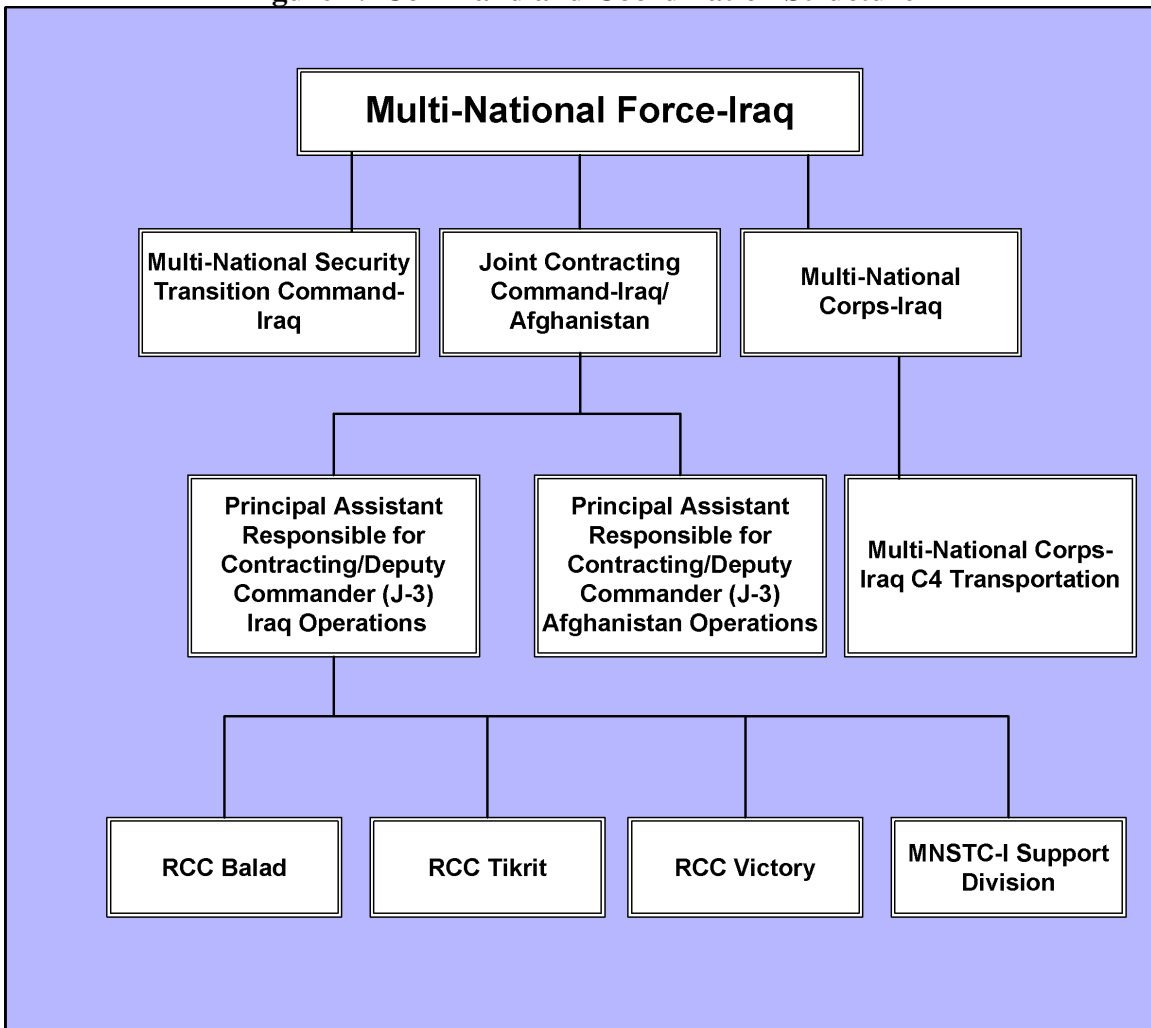 Multi-National Force-Iraq
Multi-National Security
Transition Command-
Iraq
Joint Contracting
Command-Iraq/
Afghanistan
Multi-National
Corps-Iraq
Principal Assistant
Responsible for
Contracting/Deputy
Commander (J-3)
Iraq Operations
Principal Assistant
Responsible for
Contracting/Deputy
Commander (J-3)
Afghanistan Operations
Multi-National Corps-
Iraq C4 Transportation
RCC Balad
RCC Tikrit
RCC Victory
MNSTC-I Support
Division